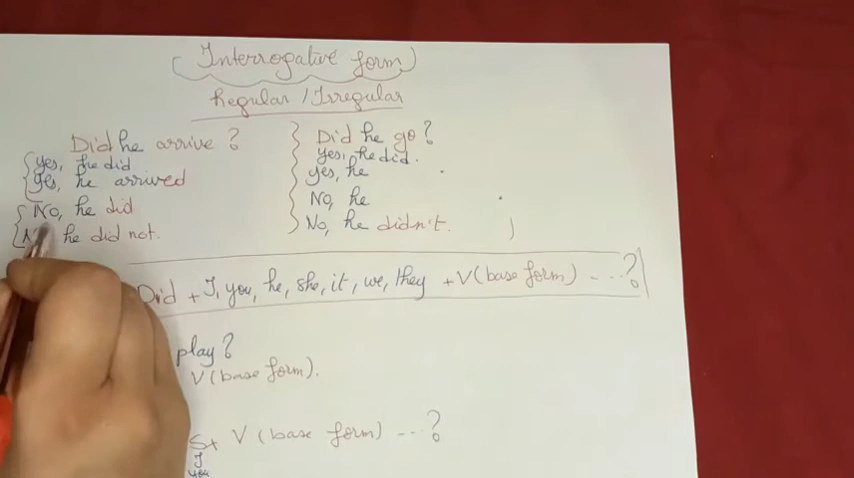 (Interrogative form)
Regular / Irregular
Did he arrive ?
yes, he did
yes, he arrived
No, he did
he did not.
Did he go ?
yes, he did.
yes, he
No, he
No, he didn't.
Did + I, you, he, she, it, we, they + V (base form) ---?
play ?
V (base form).
S+ V (base form) ---?
I
you